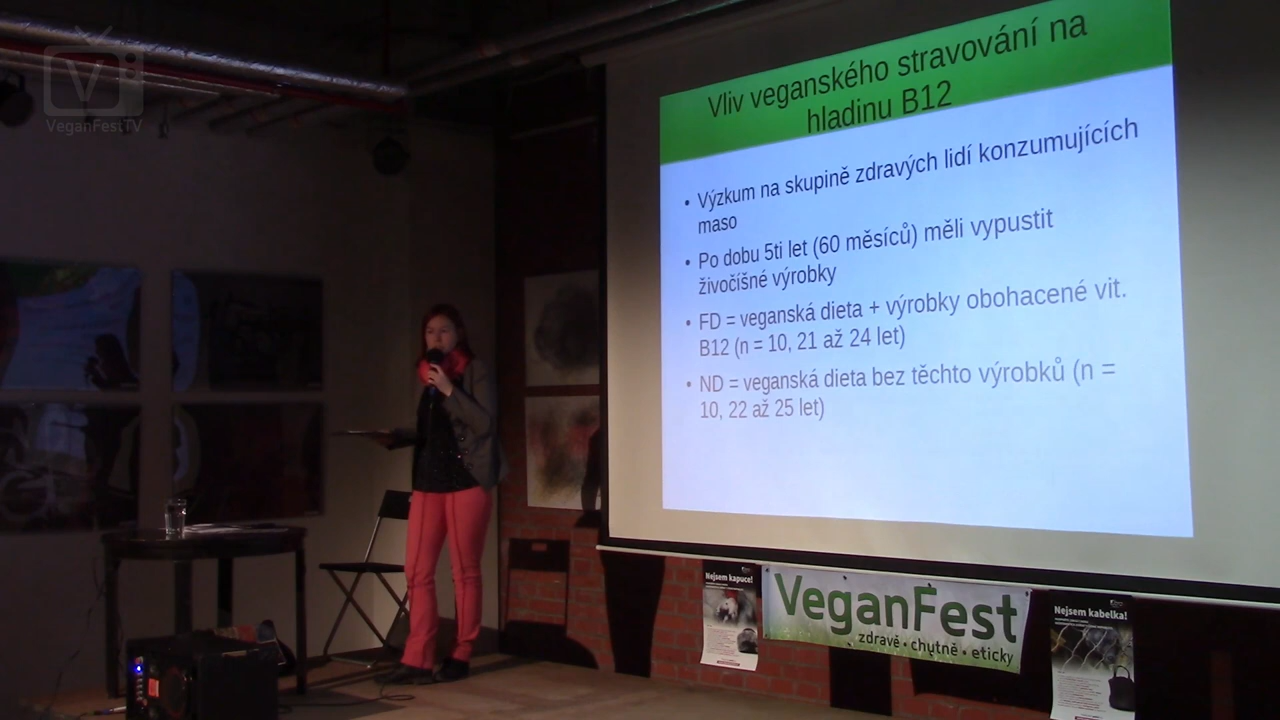 V
VeganFestTV
Vliv veganského stravování na
hladinu B12
• Výzkum na skupině zdravých lidí konzumujících
maso
• Po dobu 5ti let (60 měsíců) měli vypustit
živočíšné výrobky
• FD = veganská dieta + výrobky obohacené vit.
B12 (n = 10, 21 až 24 let)
• ND = veganská dieta bez těchto výrobků (n =
10, 22 až 25 let)
Nejsem kapuce!
VeganFest
zdravě • chutně • eticky
Nejsem kabelka!